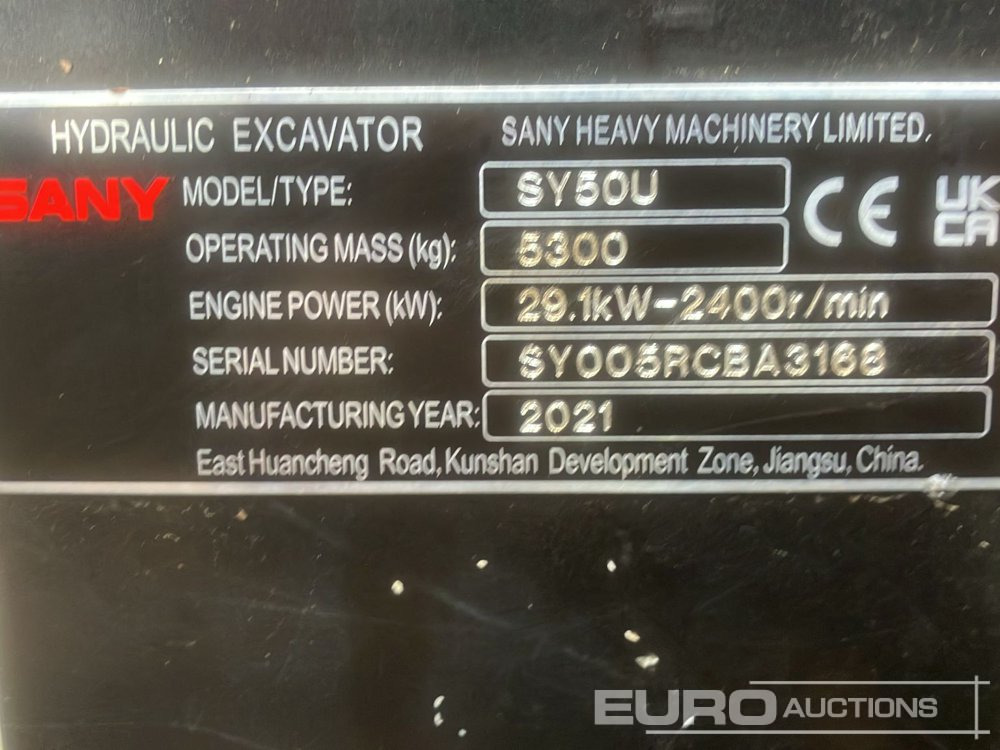 HYDRAULIC EXCAVATOR SANY HEAVY MACHINERY LIMITED.
SANY MODEL/TYPE: SY50U CE UK
CA
OPERATING MASS (kg): 5300
ENGINE POWER (kW): 29.1kW-2400r/min
SERIAL NUMBER: SY005RCBA3168
MANUFACTURING YEAR: 2021
East Huancheng Road, Kunshan Development Zone, Jiangsu, China.
EURO AUCTIONS